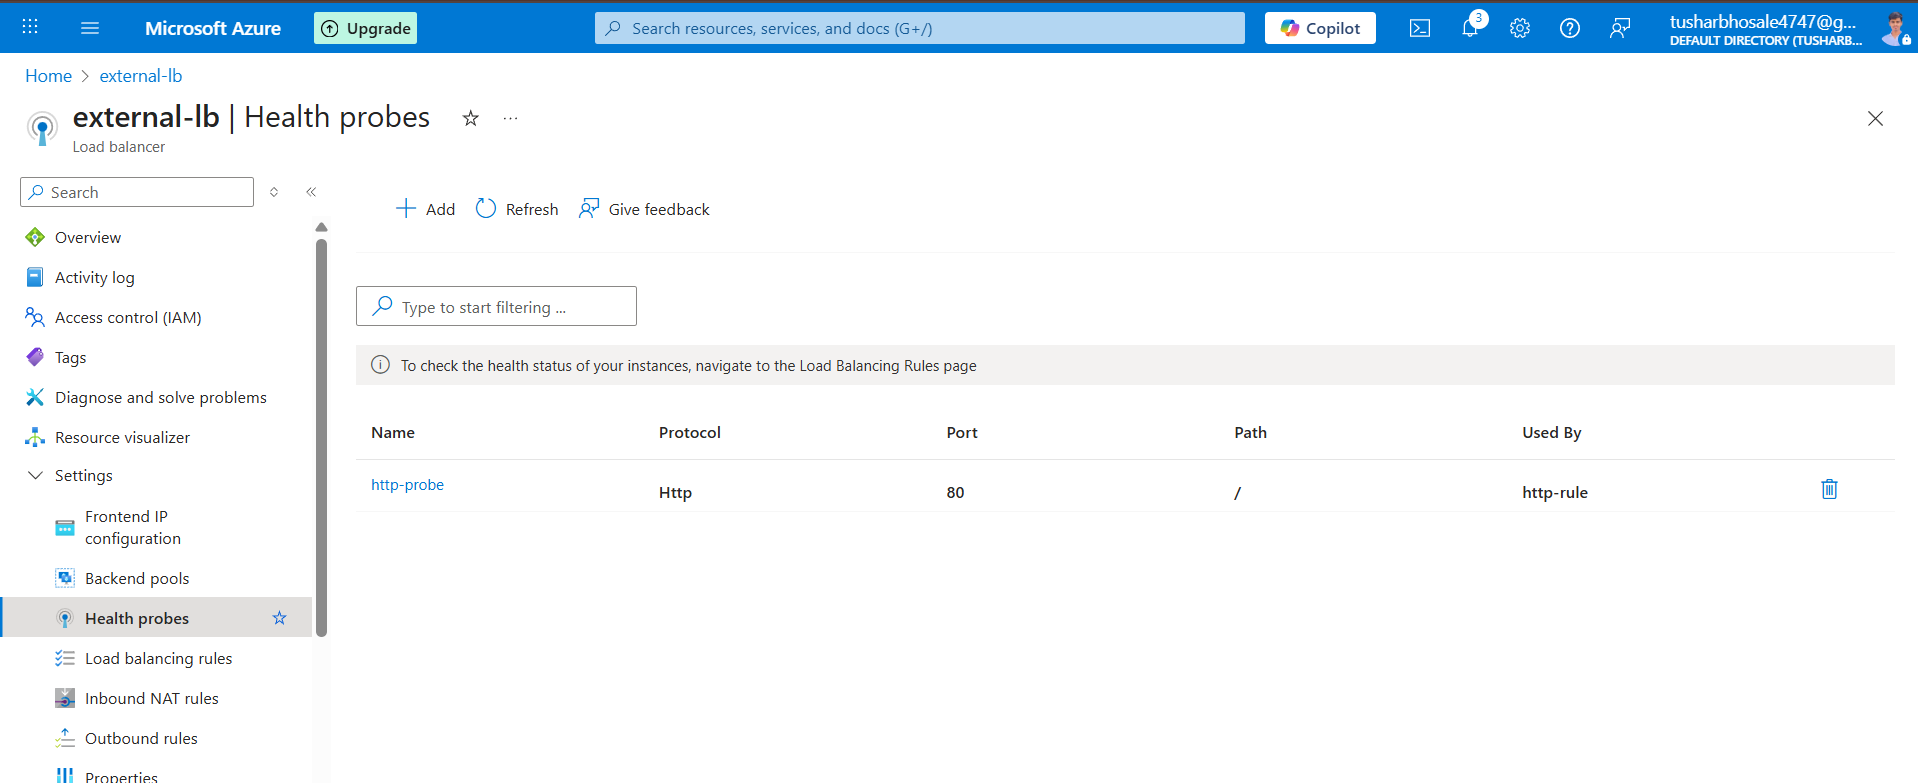 Microsoft Azure
Upgrade
Search resources, services, and docs (G+/)
Copilot
3
tusharbhosale4747@g...
DEFAULT DIRECTORY (TUSHARB...
Home > external-lb
external-lb | Health probes
...
Load balancer
Search
Add
Refresh
Give feedback
Overview
Activity log
Access control (IAM)
Tags
Diagnose and solve problems
Resource visualizer
Settings
Frontend IP
configuration
Backend pools
Health probes
Load balancing rules
Inbound NAT rules
Outbound rules
Properties
Type to start filtering ...
To check the health status of your instances, navigate to the Load Balancing Rules page
Name Protocol Port Path Used By
http-probe Http 80 / http-rule